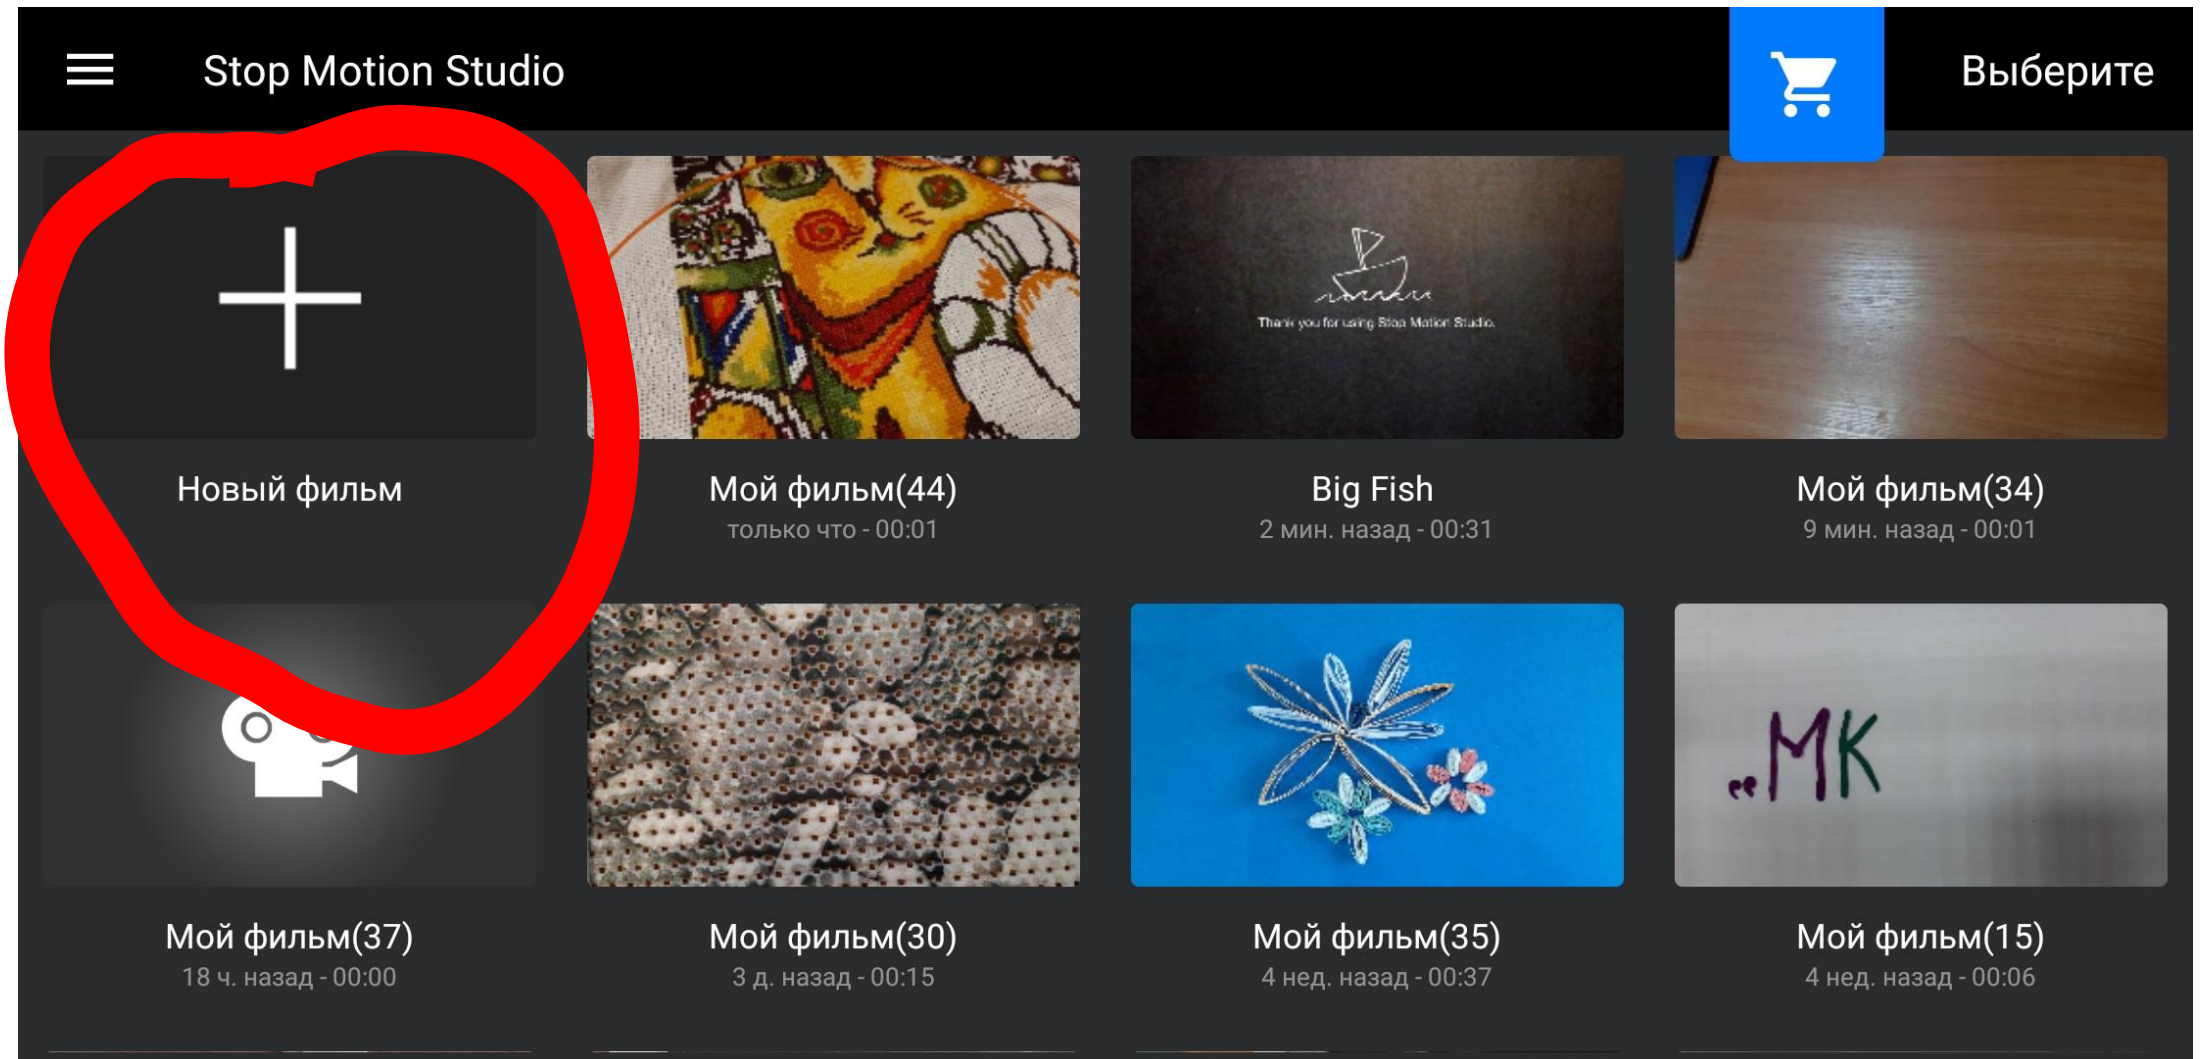 Stop Motion Studio
Выберите
Thank you for using Stop Motion Studio.
„МК
Новый фильм
Мой фильм(44)
только что - 00:01
Big Fish
2 мин. назад - 00:31
Мой фильм(34)
9 мин. назад - 00:01
Мой фильм(37)
18 ч. назад - 00:00
Мой фильм(30)
3 д. назад - 00:15
Мой фильм(35)
4 нед. назад - 00:37
Мой фильм(15)
4 нед. назад - 00:06